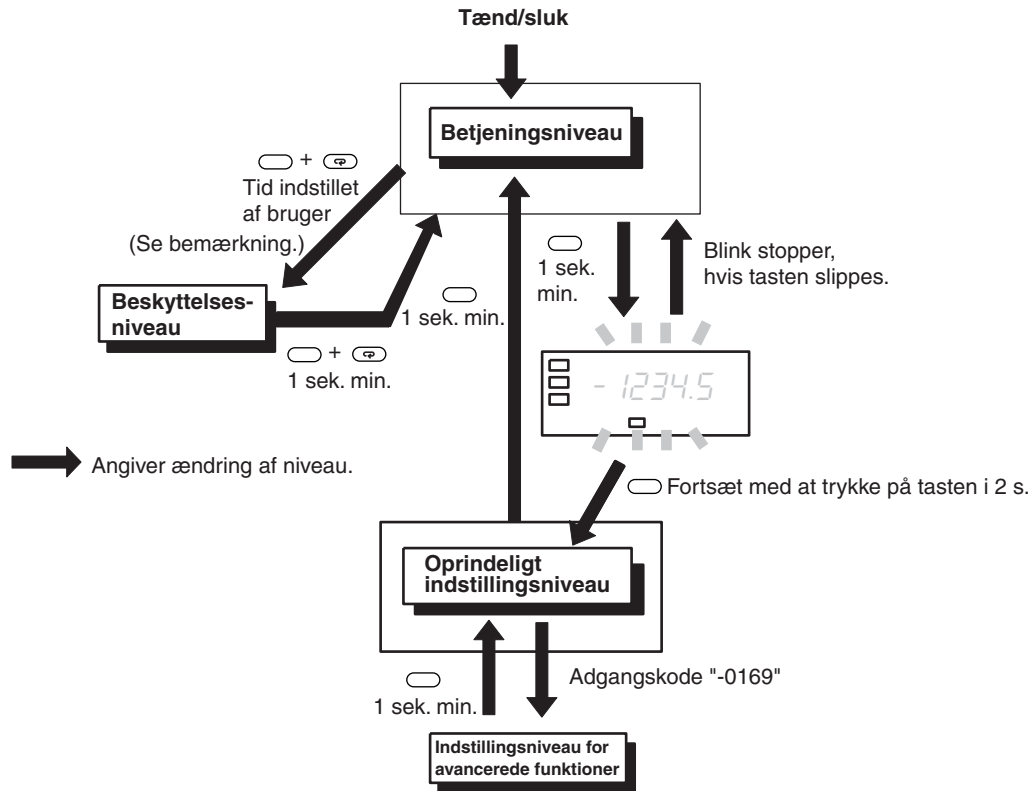 Tænd/sluk
Betjeningsniveau
+
Tid indstillet
af bruger
(Se bemærkning.)
1 sek.
min.
Blink stopper,
hvis tasten slippes.
Beskyttelses-
niveau
1 sek. min.
+
1 sek. min.
-1234.5
Angiver ændring af niveau.
Fortsæt med at trykke på tasten i 2 s.
Oprindeligt
indstillingsniveau
Adgangskode "-0169"
1 sek. min.
Indstillingsniveau for
avancerede funktioner